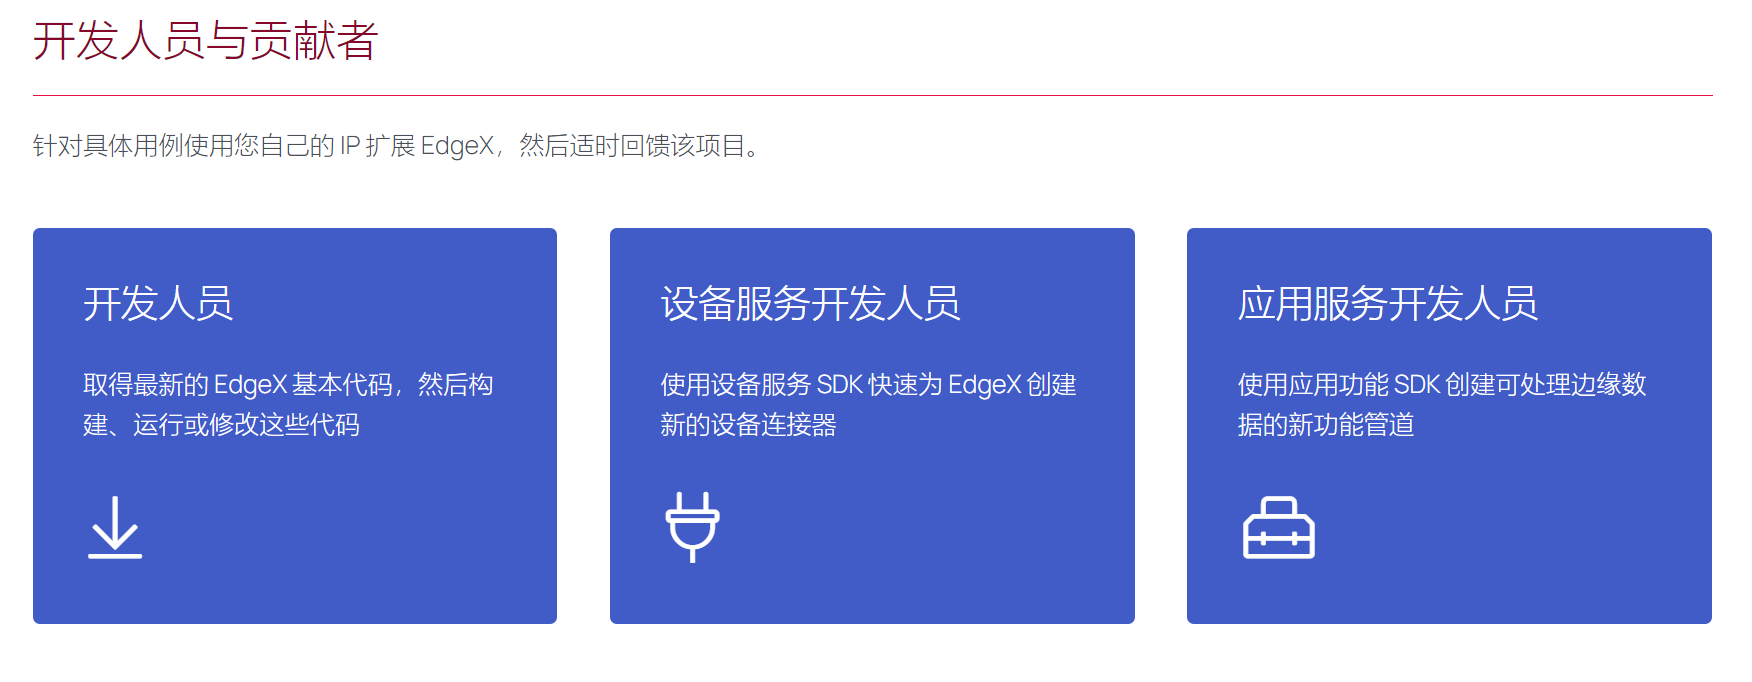 开发人员与贡献者
针对具体用例使用您自己的 IP 扩展 EdgeX，然后适时回馈该项目。
开发人员
取得最新的 EdgeX 基本代码，然后构
建、运行或修改这些代码
设备服务开发人员
使用设备服务 SDK 快速为 EdgeX 创建
新的设备连接器
应用服务开发人员
使用应用功能 SDK 创建可处理边缘数
据的新功能管道